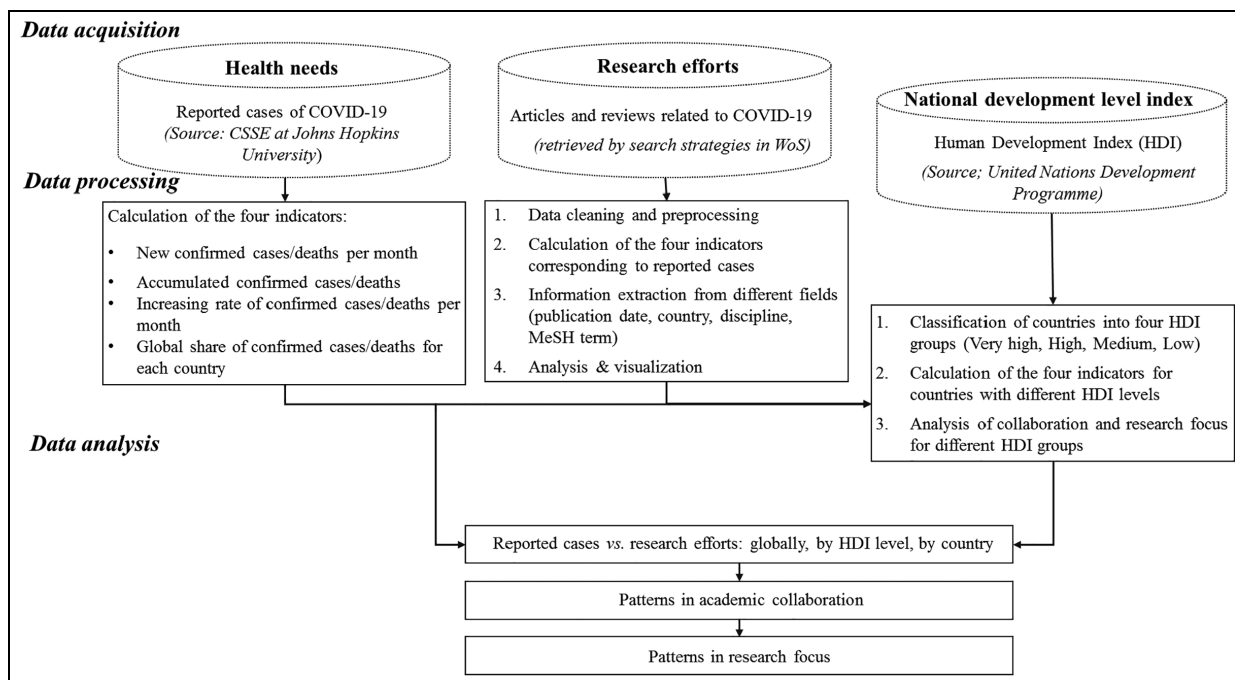 Data acquisition
Health needs
Reported cases of COVID-19
(Source: CSSE at Johns Hopkins
University)
Research efforts
Articles and reviews related to COVID-19
(retrieved by search strategies in WoS)
National development level index
Human Development Index (HDI)
(Source; United Nations Development
Programme)
Data processing
Calculation of the four indicators:
• New confirmed cases/deaths per month
• Accumulated confirmed cases/deaths
• Increasing rate of confirmed cases/deaths per
month
• Global share of confirmed cases/deaths for
each country
1. Data cleaning and preprocessing
2. Calculation of the four indicators
corresponding to reported cases
3. Information extraction from different fields
(publication date, country, discipline,
MeSH term)
4. Analysis & visualization
1. Classification of countries into four HDI
groups (Very high, High, Medium, Low)
2. Calculation of the four indicators for
countries with different HDI levels
3. Analysis of collaboration and research focus
for different HDI groups
Data analysis
Reported cases vs. research efforts: globally, by HDI level, by country
Patterns in academic collaboration
Patterns in research focus